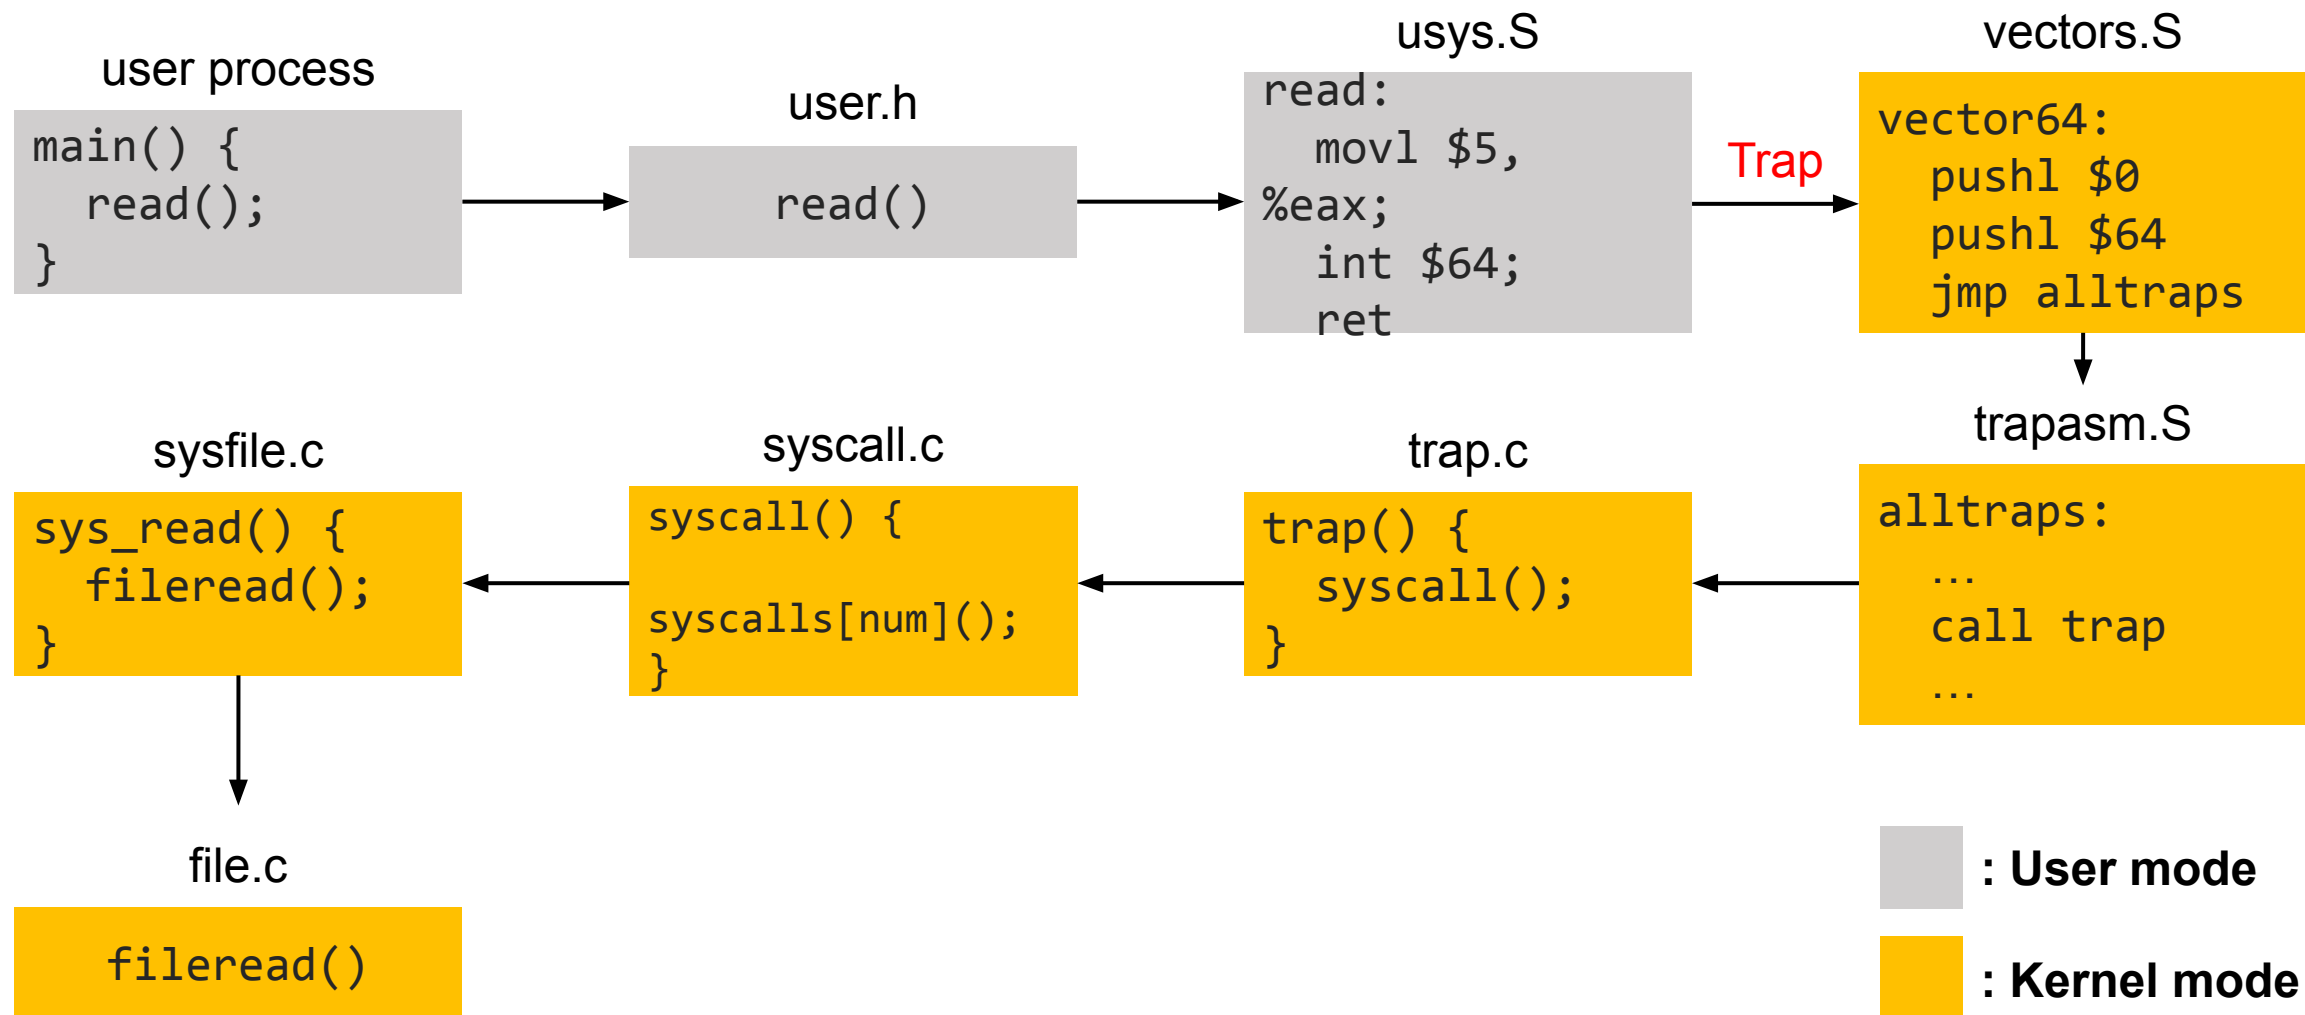 user process
main() {
  read();
}
user.h
read()
usys.S
read:
  movl $5,
%eax;
  int $64;
  ret
Trap
vectors.S
vector64:
  pushl $0
  pushl $64
  jmp alltraps
trapasm.S
alltraps:
  …
  call trap
  …
trap.c
trap() {
  syscall();
}
syscall.c
syscall() {
syscalls[num]();
}
sysfile.c
sys_read() {
  fileread();
}
file.c
fileread()
: User mode
: Kernel mode